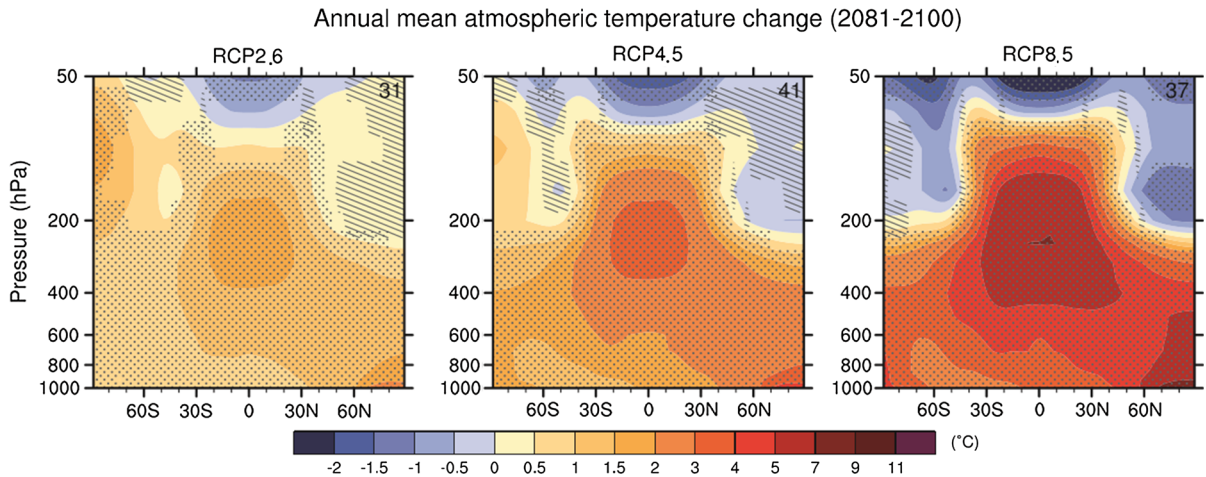 Annual mean atmospheric temperature change (2081-2100)
RCP2.6
RCP4.5
RCP8.5
Pressure (hPa)
50
200
400
600
800
1000
31
60S 30S 0 30N 60N
50
200
400
600
800
1000
41
60S 30S 0 30N 60N
50
200
400
600
800
1000
37
60S 30S 0 30N 60N
(°C)
-2 -1.5 -1 -0.5 0 0.5 1 1.5 2 3 4 5 7 9 11